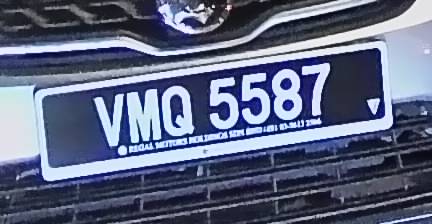 VMQ 5587
REGAL MOTORS HOLDINGS SDN BHD